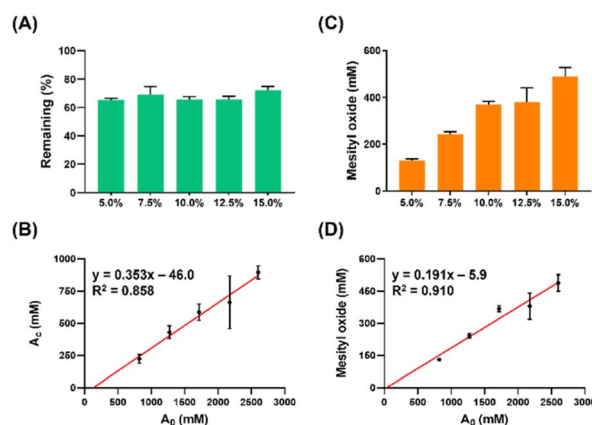 (A)
Remaining (%)
100
80
60
40
20
0
5.0% 7.5% 10.0% 12.5% 15.0%
(C)
Mesityl oxide (mM)
600
400
200
0
5.0% 7.5% 10.0% 12.5% 15.0%
(B)
y = 0.353x − 46.0
R² = 0.858
A_C (mM)
1000
750
500
250
0
0 500 1000 1500 2000 2500 3000
A₀ (mM)
(D)
y = 0.191x − 5.9
R² = 0.910
Mesityl oxide (mM)
600
450
300
160
0
0 500 1000 1500 2000 2500 3000
A₀ (mM)